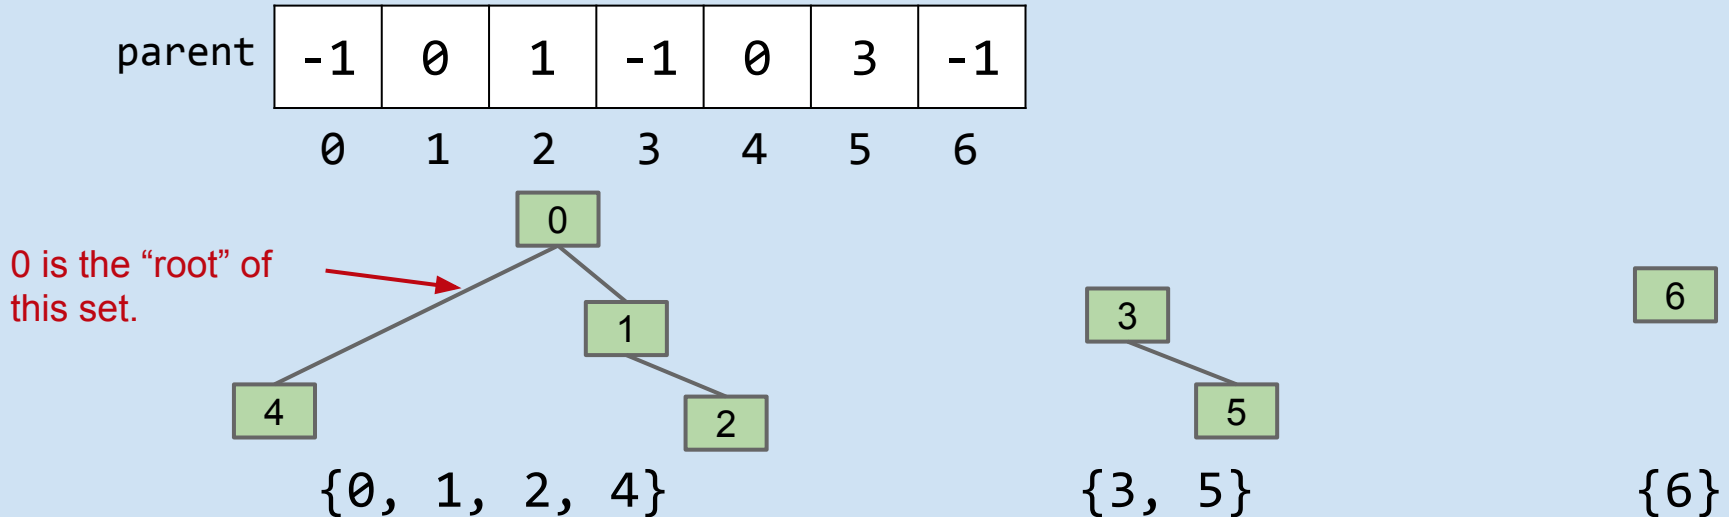 parent -1 0 1 -1 0 3 -1
0 1 2 3 4 5 6
0
0 is the “root” of
this set.
1
3
6
4
2
5
{0, 1, 2, 4} {3, 5} {6}